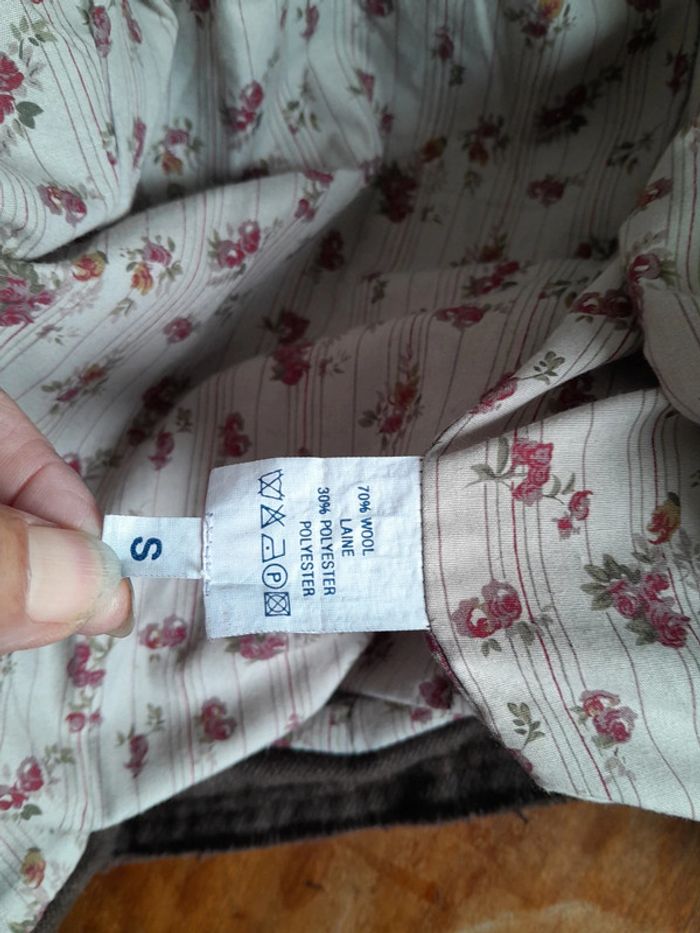 70% WOOL
LAINE
30% POLYESTER
POLYESTER
P
S